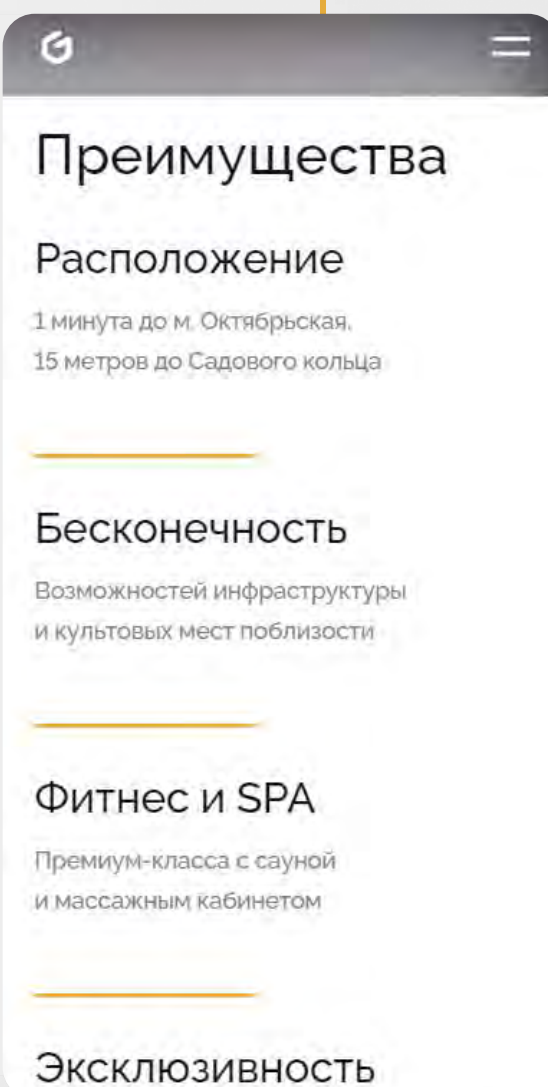 Преимущества
Расположение
1 минута до м. Октябрьская,
15 метров до Садового кольца
Бесконечность
Возможностей инфраструктуры
и культовых мест поблизости
Фитнес и SPA
Премиум-класса с сауной
и массажным кабинетом
Эксклюзивность